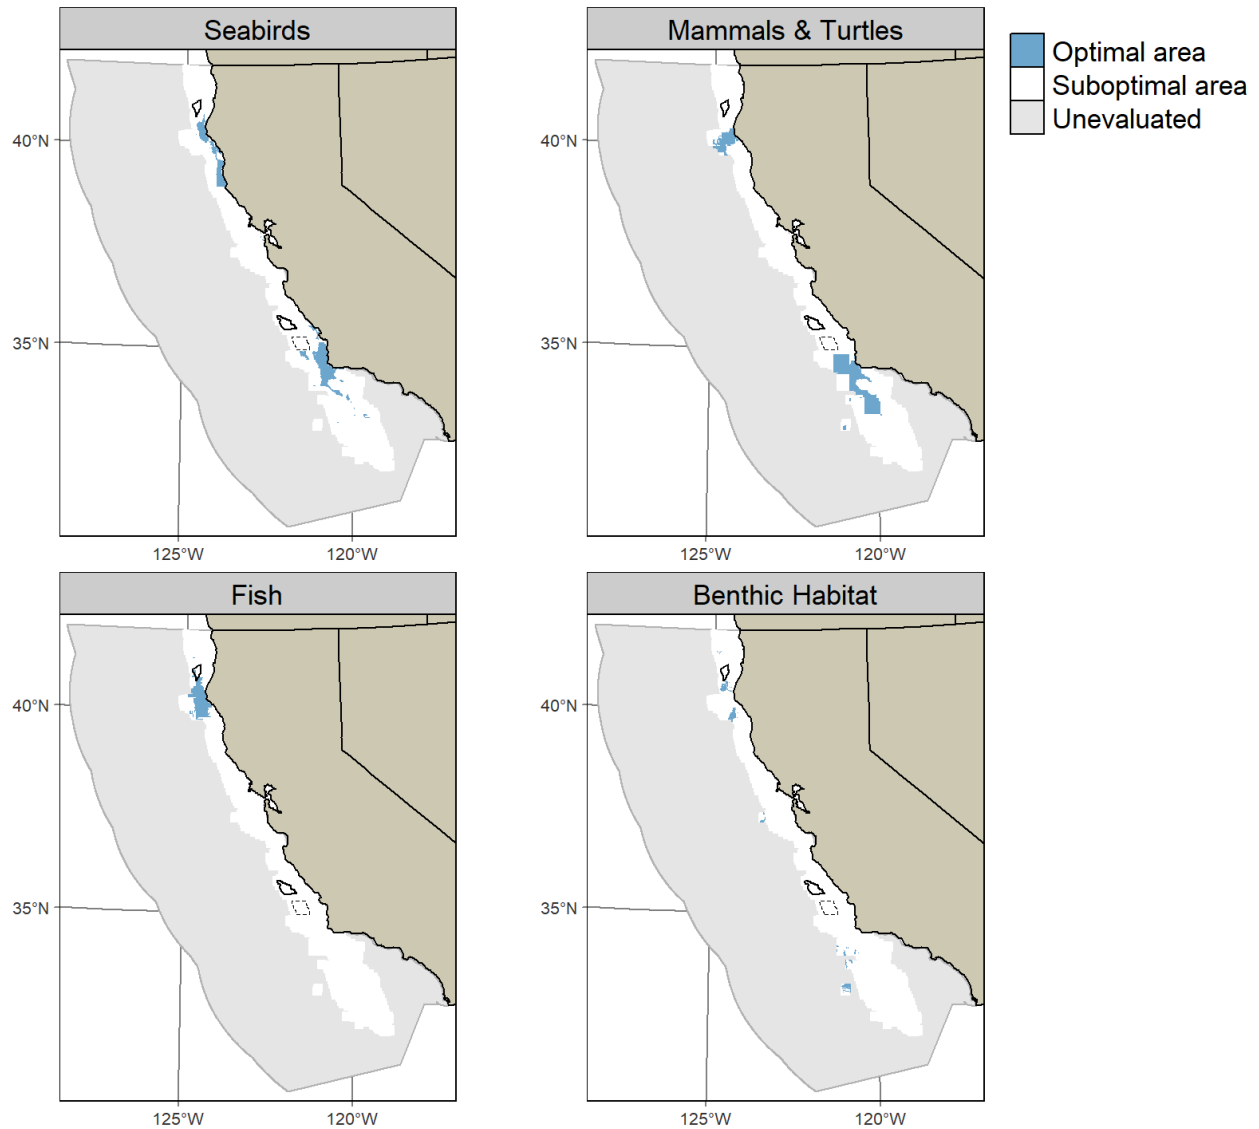 Seabirds
Mammals & Turtles
Optimal area
Suboptimal area
Unevaluated
40°N
35°N
125°W
120°W
40°N
35°N
125°W
120°W
Fish
Benthic Habitat
40°N
35°N
125°W
120°W
40°N
35°N
125°W
120°W